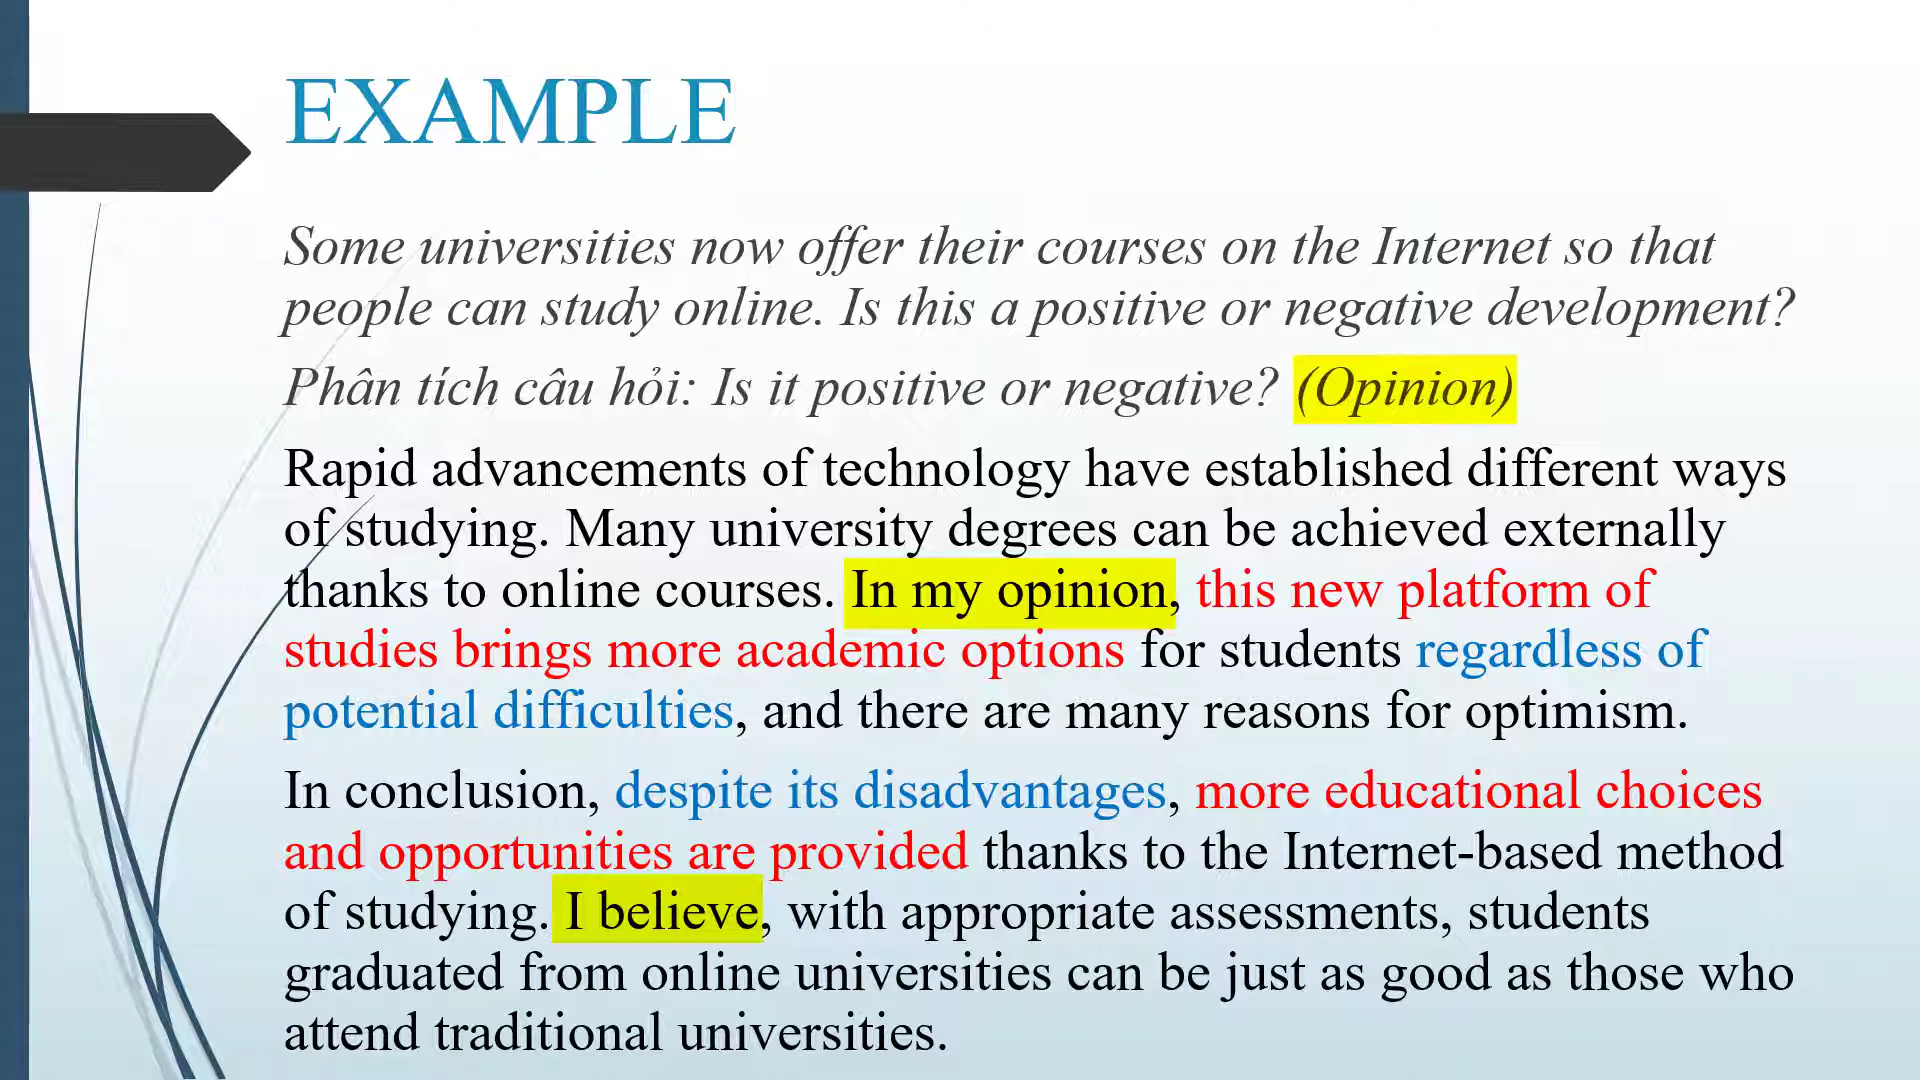 EXAMPLE
Some universities now offer their courses on the Internet so that
people can study online. Is this a positive or negative development?
Phân tích câu hỏi: Is it positive or negative? (Opinion)
Rapid advancements of technology have established different ways
of studying. Many university degrees can be achieved externally
thanks to online courses. In my opinion, this new platform of
studies brings more academic options for students regardless of
potential difficulties, and there are many reasons for optimism.
In conclusion, despite its disadvantages, more educational choices
and opportunities are provided thanks to the Internet-based method
of studying. I believe, with appropriate assessments, students
graduated from online universities can be just as good as those who
attend traditional universities.